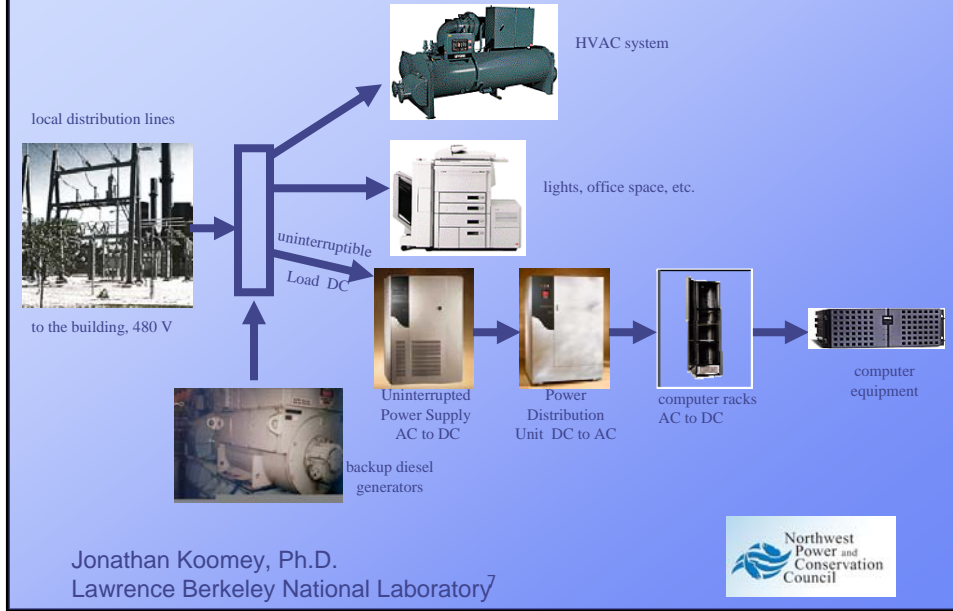 HVAC system
local distribution lines
lights, office space, etc.
uninterruptible
Load DC
to the building, 480 V
Uninterrupted
Power Supply
AC to DC
Power
Distribution
Unit DC to AC
computer racks
AC to DC
computer
equipment
backup diesel
generators
Jonathan Koomey, Ph.D.
Lawrence Berkeley National Laboratory
7
Northwest
Power and
Conservation
Council